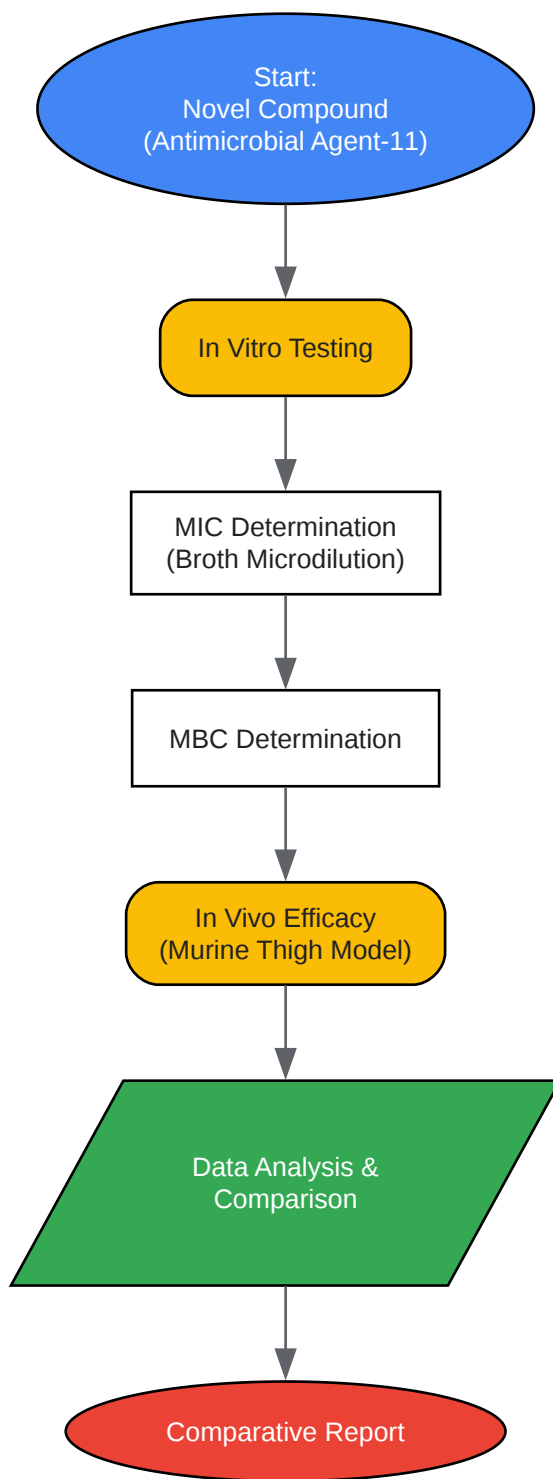 Start:
Novel Compound
(Antimicrobial Agent-11)
In Vitro Testing
MIC Determination
(Broth Microdilution)
MBC Determination
In Vivo Efficacy
(Murine Thigh Model)
Data Analysis &
Comparison
Comparative Report